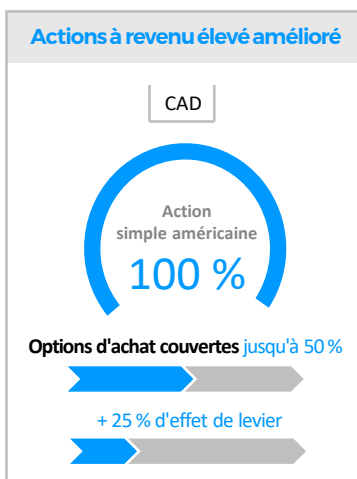 Actions à revenu élevé amélioré
CAD
Action
simple américaine
100 %
Options d'achat couvertes jusqu'à 50 %
+ 25 % d'effet de levier